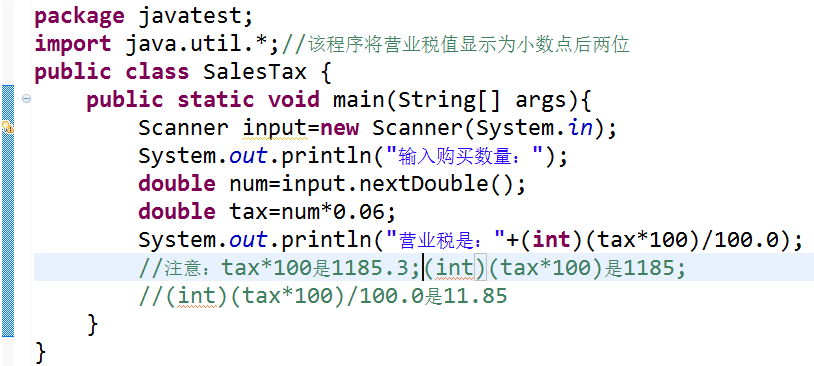 package javatest;
import java.util.*;//该程序将营业税值显示为小数点后两位
public class SalesTax {
    public static void main(String[] args){
        Scanner input=new Scanner(System.in);
        System.out.println("输入购买数量：");
        double num=input.nextDouble();
        double tax=num*0.06;
        System.out.println("营业税是："+(int)(tax*100)/100.0);
        //注意：tax*100是1185.3;(int)(tax*100)是1185;
        //(int)(tax*100)/100.0是11.85
    }
}